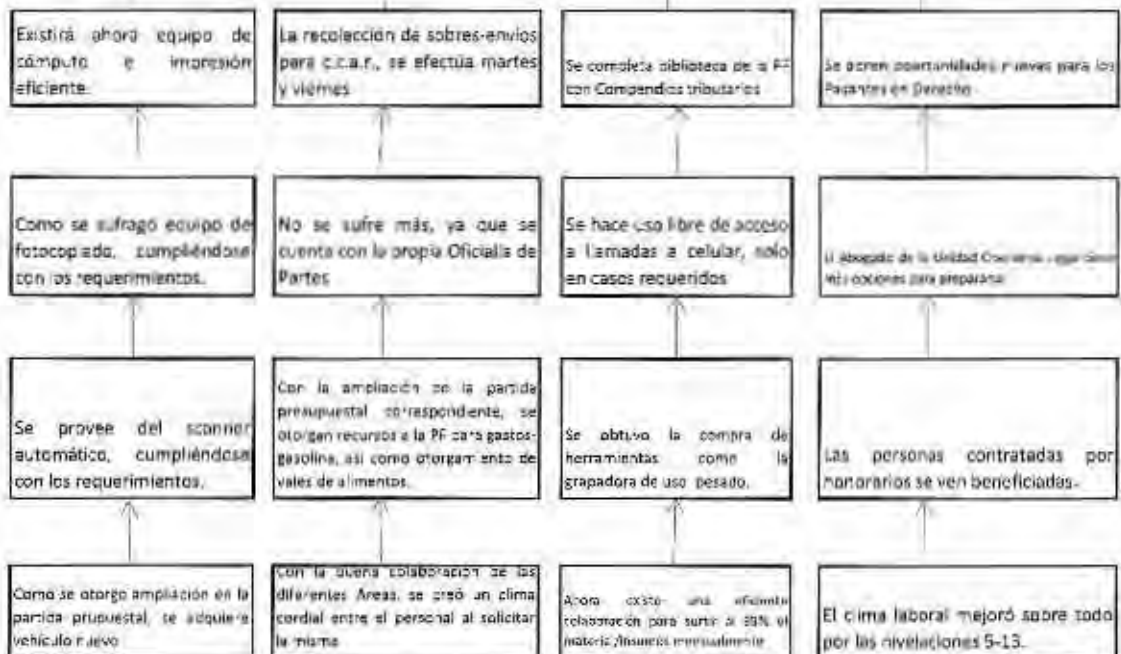 Existirá ahora equipo de
cómputo e impresión
eficiente.
La recolección de sobres-envíos
para c.c.a.r., se efectúa martes
y viernes
Se completa biblioteca de la PF
con Compendios tributarios
Se abren oportunidades nuevas para los
Pasantes en Derecho
Como se sufragó equipo de
fotocopiado, cumpliéndose
con los requerimientos.
No se sufre más, ya que se
cuenta con la propia Oficialía de
Partes
Se hace uso libre de acceso
a llamadas a celular, solo
en casos requeridos
El abogado de la Unidad
más opciones para prepararse
Se provee del scanner
automático, cumpliéndose
con los requerimientos.
Con la ampliación de la partida
presupuestal correspondiente, se
otorgan recursos a la PF para gastos-
gasolina, así como otorgamiento de
vales de alimentos.
Se obtuvo la compra de
herramientas como la
grapadora de uso pesado.
Las personas contratadas por
honorarios se ven beneficiadas.
Como se otorgó ampliación en la
partida prupuestal, se adquiere
vehículo nuevo
Con la buena colaboración de las
diferentes Áreas, se creó un clima
cordial entre el personal al solicitar
la misma
Ahora existe una eficiente
colaboración para surtir al el
material/insumos mensualmente
El clima laboral mejoró sobre todo
por las nivelaciones 5-13.